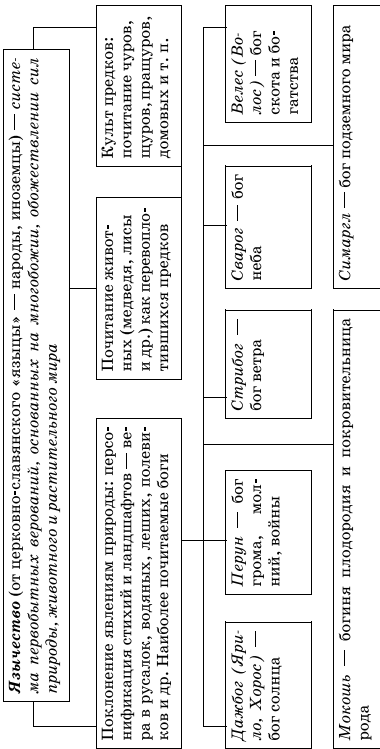 Язычество (от церковно-славянского «языцы» — народы, иноземцы) — систе-
ма первобытных верований, основанных на многобожии, обожествлении сил
природы, животного и растительного мира
Поклонение явлениям природы: персо-
нификация стихий и ландшафтов — ве-
ра в русалок, водяных, леших, полеви-
ков и др. Наиболее почитаемые боги
Почитание живот-
ных (медведя, лисы
и др.) как перевопло-
тившихся предков
Культ предков:
почитание чуров,
щуров, пращуров,
домовых и т. п.
Дажбог (Яри-
ло, Хорос) —
бог солнца
Перун — бог
грома, мол-
ний, войны
Стрибог —
бог ветра
Сварог — бог
неба
Велес (Во-
лос) — бог
скота и бо-
гатства
Мокошь — богиня плодородия и покровительница
рода
Симаргл — бог подземного мира